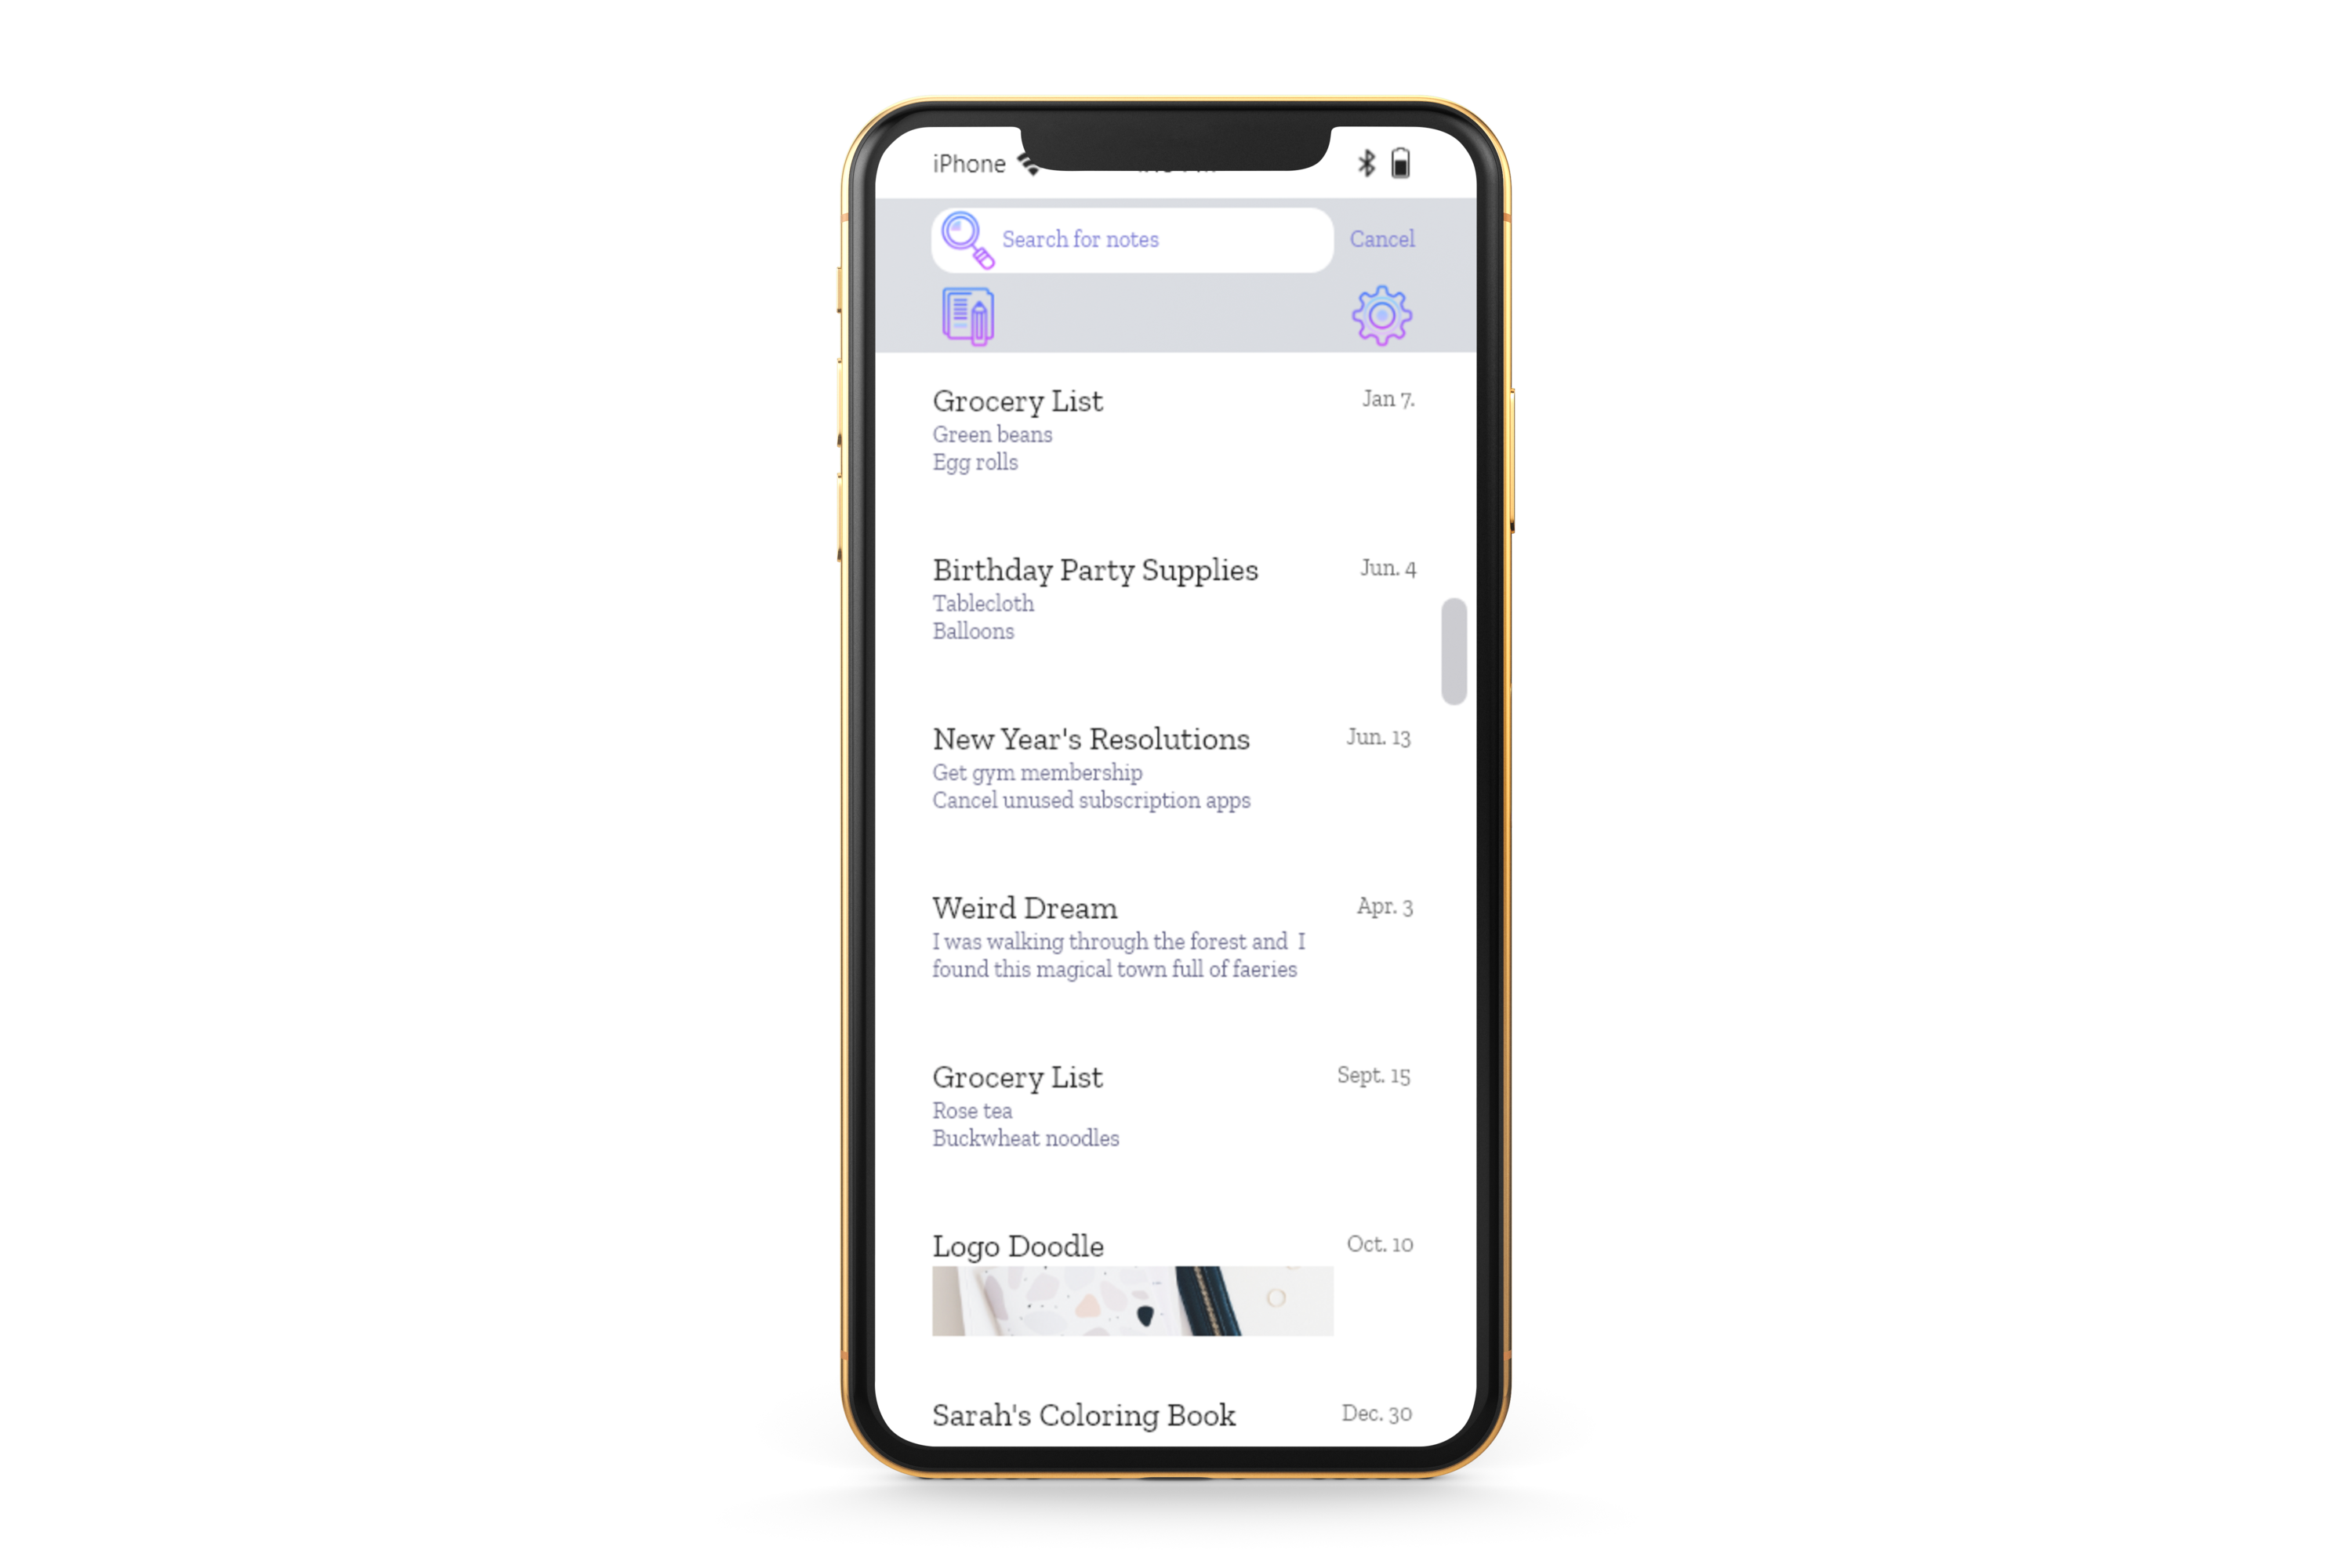 iPhone
Search for notes Cancel
Grocery List Jan 7.
Green beans
Egg rolls
Birthday Party Supplies Jun. 4
Tablecloth
Balloons
New Year's Resolutions Jun. 13
Get gym membership
Cancel unused subscription apps
Weird Dream Apr. 3
I was walking through the forest and  I
found this magical town full of faeries
Grocery List Sept. 15
Rose tea
Buckwheat noodles
Logo Doodle Oct. 10
Sarah's Coloring Book Dec. 30